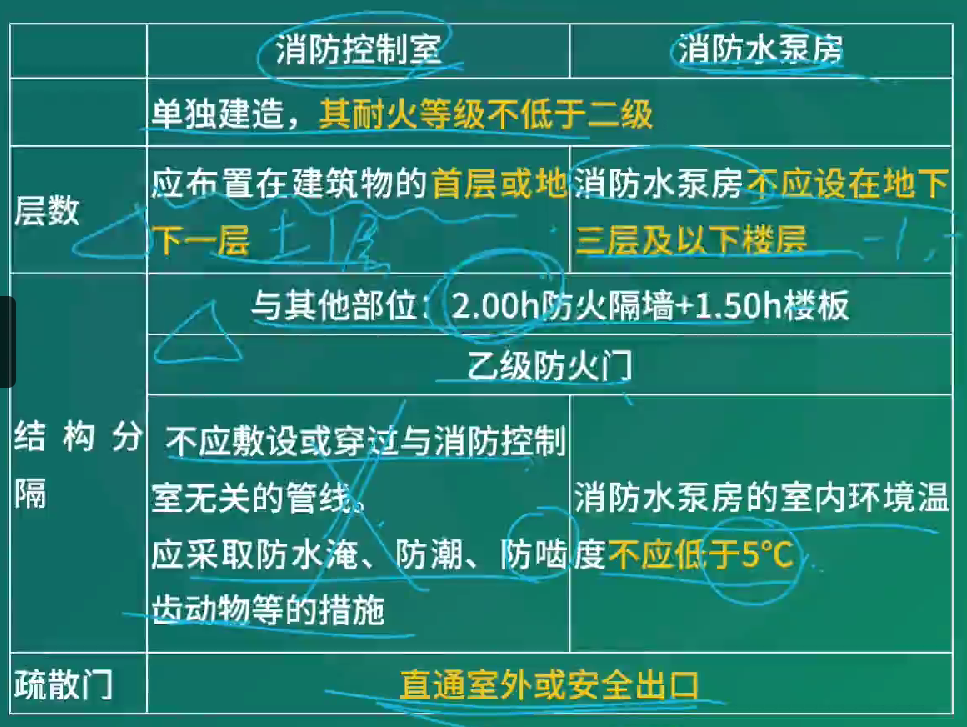 消防控制室 消防水泵房
单独建造，其耐火等级不低于二级
层数
应布置在建筑物的首层或地
下一层
消防水泵房不应设在地下
三层及以下楼层
结构分
隔
与其他部位：2.00h防火隔墙+1.50h楼板
乙级防火门
不应敷设或穿过与消防控制
室无关的管线。
应采取防水淹、防潮、防啮
齿动物等的措施
消防水泵房的室内环境温
度不应低于5℃
疏散门
直通室外或安全出口